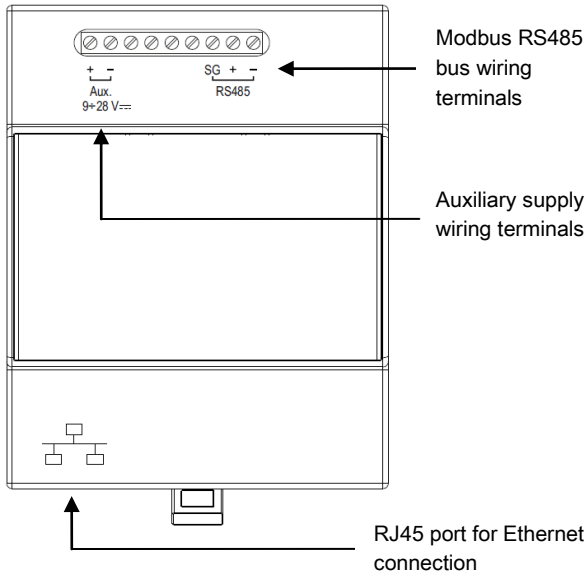 Modbus RS485
bus wiring
terminals
+ − SG + −
Aux. RS485
9÷28 V⎓
Auxiliary supply
wiring terminals
RJ45 port for Ethernet
connection